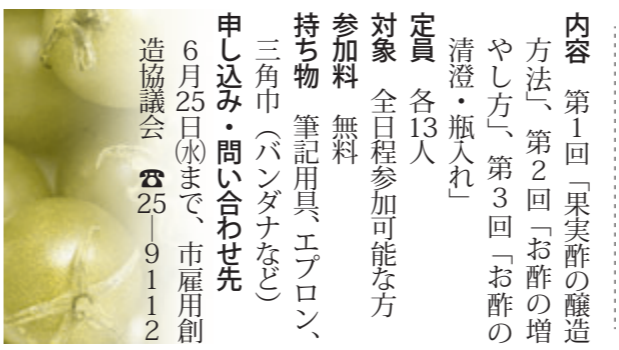 内容　第1回「果実酢の醸造
方法」、第2回「お酢の増
やし方」、第3回「お酢の
清澄・瓶入れ」
定員　各13人
対象　全日程参加可能な方
参加料　無料
持ち物　筆記用具、エプロン、
三角巾（バンダナなど）
申し込み・問い合わせ先
6月25日㈬まで、市雇用創
造協議会　☎25―9112